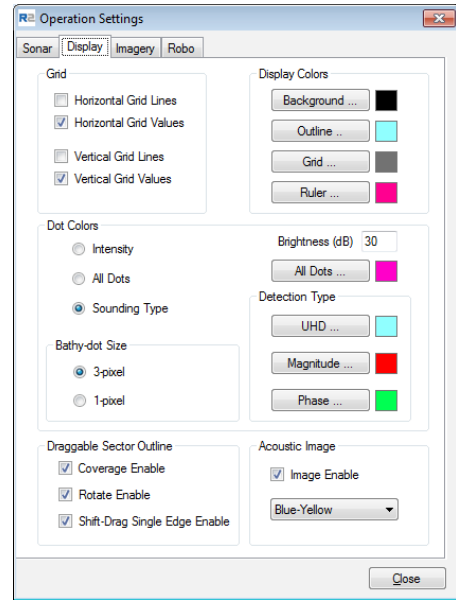 R2 Operation Settings
Sonar Display Imagery Robo
Grid
Horizontal Grid Lines
Horizontal Grid Values
Vertical Grid Lines
Vertical Grid Values
Display Colors
Background ...
Outline ..
Grid ...
Ruler ...
Dot Colors
Intensity
All Dots
Sounding Type
Bathy-dot Size
3-pixel
1-pixel
Brightness (dB) 30
All Dots ...
Detection Type
UHD ...
Magnitude ...
Phase ...
Draggable Sector Outline
Coverage Enable
Rotate Enable
Shift-Drag Single Edge Enable
Acoustic Image
Image Enable
Blue-Yellow
Close